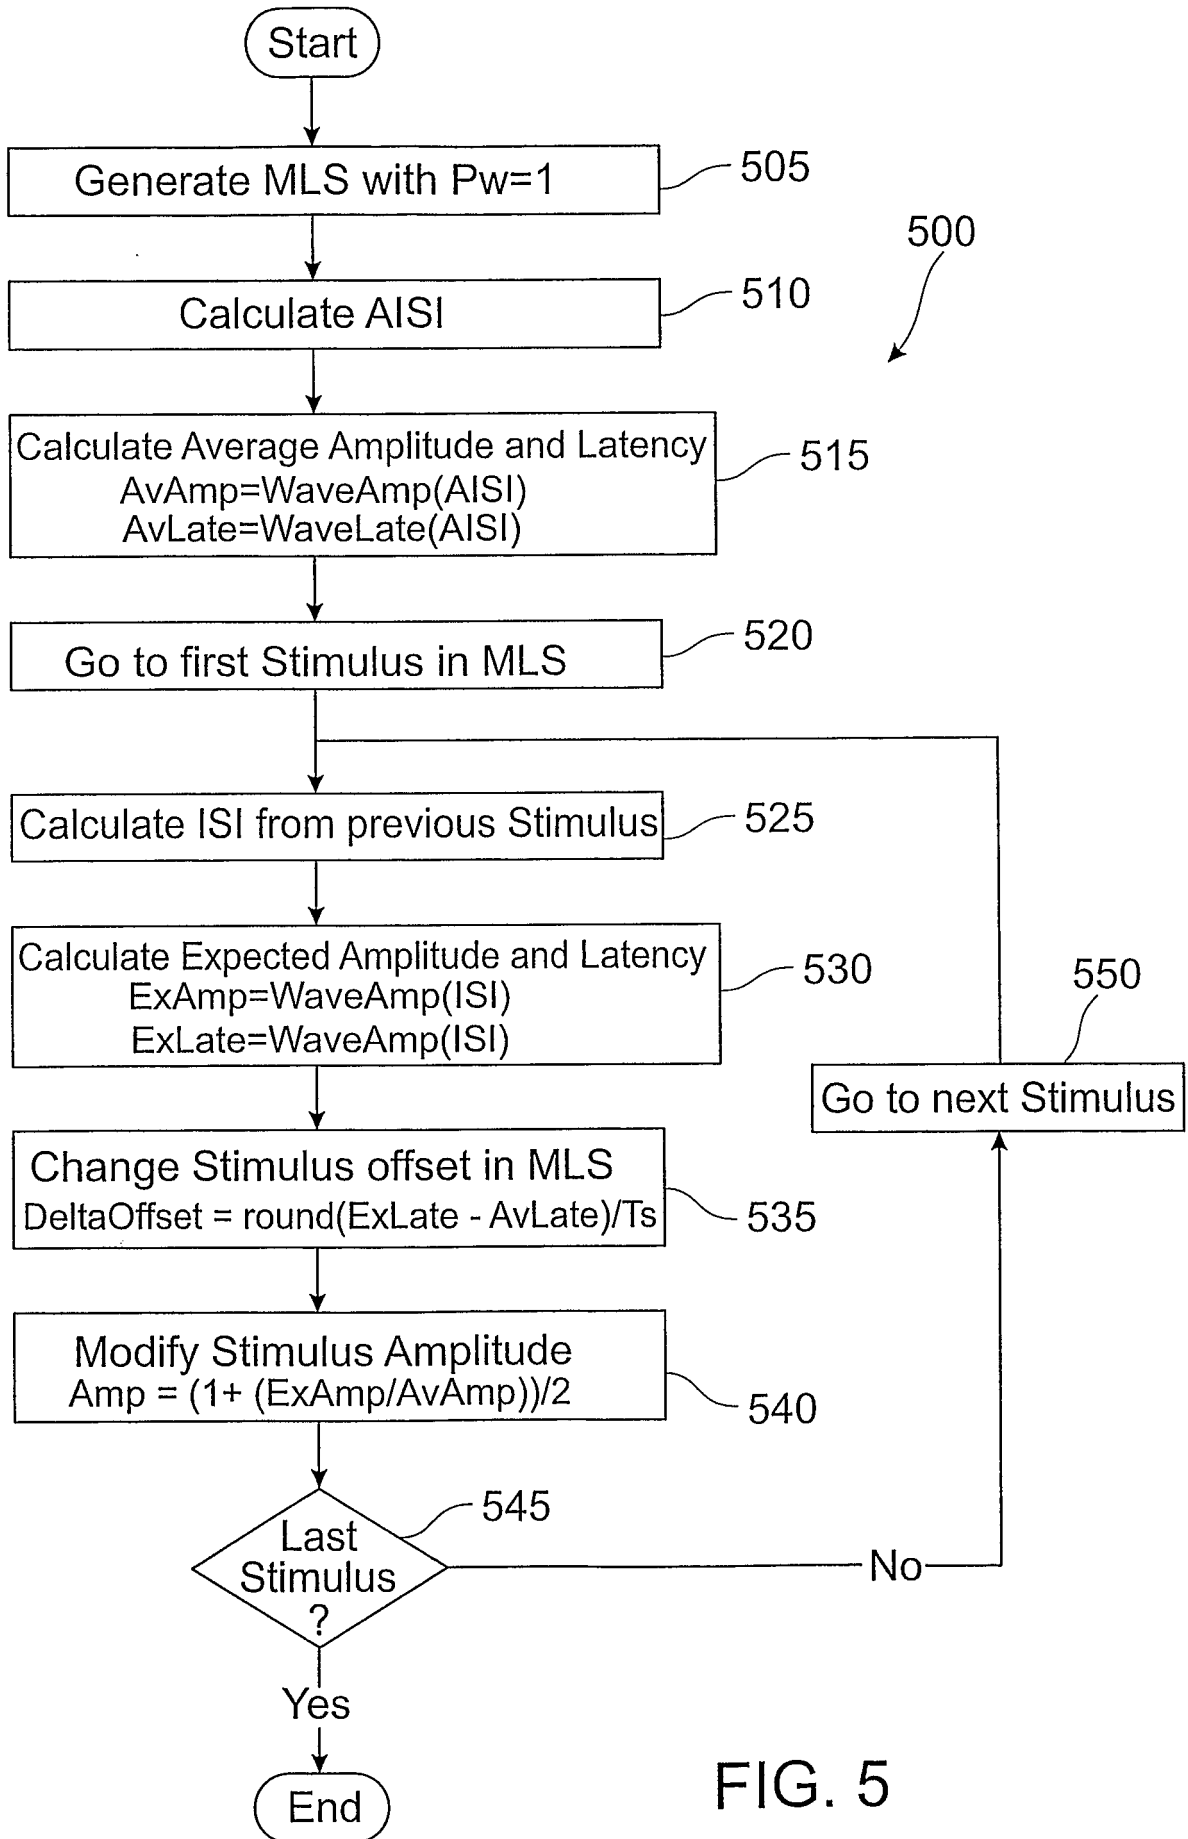 Start
Generate MLS with Pw=1
505
500
Calculate AISI
510
Calculate Average Amplitude and Latency
AvAmp=WaveAmp(AISI)
AvLate=WaveLate(AISI)
515
Go to first Stimulus in MLS
520
Calculate ISI from previous Stimulus
525
Calculate Expected Amplitude and Latency
ExAmp=WaveAmp(ISI)
ExLate=WaveAmp(ISI)
530
550
Go to next Stimulus
Change Stimulus offset in MLS
DeltaOffset = round(ExLate - AvLate)/Ts
535
Modify Stimulus Amplitude
Amp = (1+ (ExAmp/AvAmp))/2
540
545
Last
Stimulus
?
No
Yes
End
FIG. 5